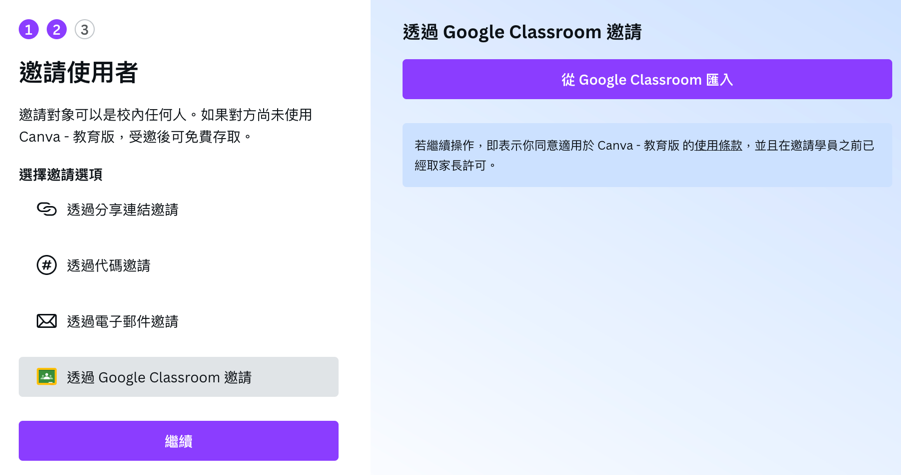 1 2 3
邀請使用者
邀請對象可以是校內任何人。如果對方尚未使用
Canva - 教育版，受邀後可免費存取。
選擇邀請選項
透過分享連結邀請
透過代碼邀請
透過電子郵件邀請
透過 Google Classroom 邀請
繼續
透過 Google Classroom 邀請
從 Google Classroom 匯入
若繼續操作，即表示你同意適用於 Canva - 教育版 的使用條款，並且在邀請學員之前已
經取家長許可。